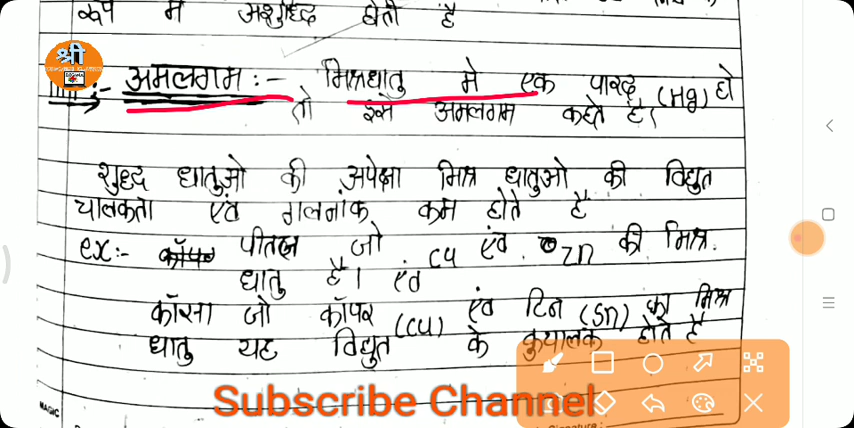 रूप में अशुध्दि होती है
श्री
अमलगम :- मिश्रधातु मे एक पारद (Hg) हो
तो इसे अमलगम कहते है।
शुध्द धातुओ की अपेक्षा मिश्र धातुओ की विद्युत
चालकता एवं गलनांक कम होते है
ex:- पीतल जो Cu एवं Zn की मिश्र
धातु है। एवं
काँसा जो कॉपर (Cu) एवं टिन (Sn) का मिश्र
धातु यह विद्युत के कुचालक होते है
Subscribe Channel
MAGIC